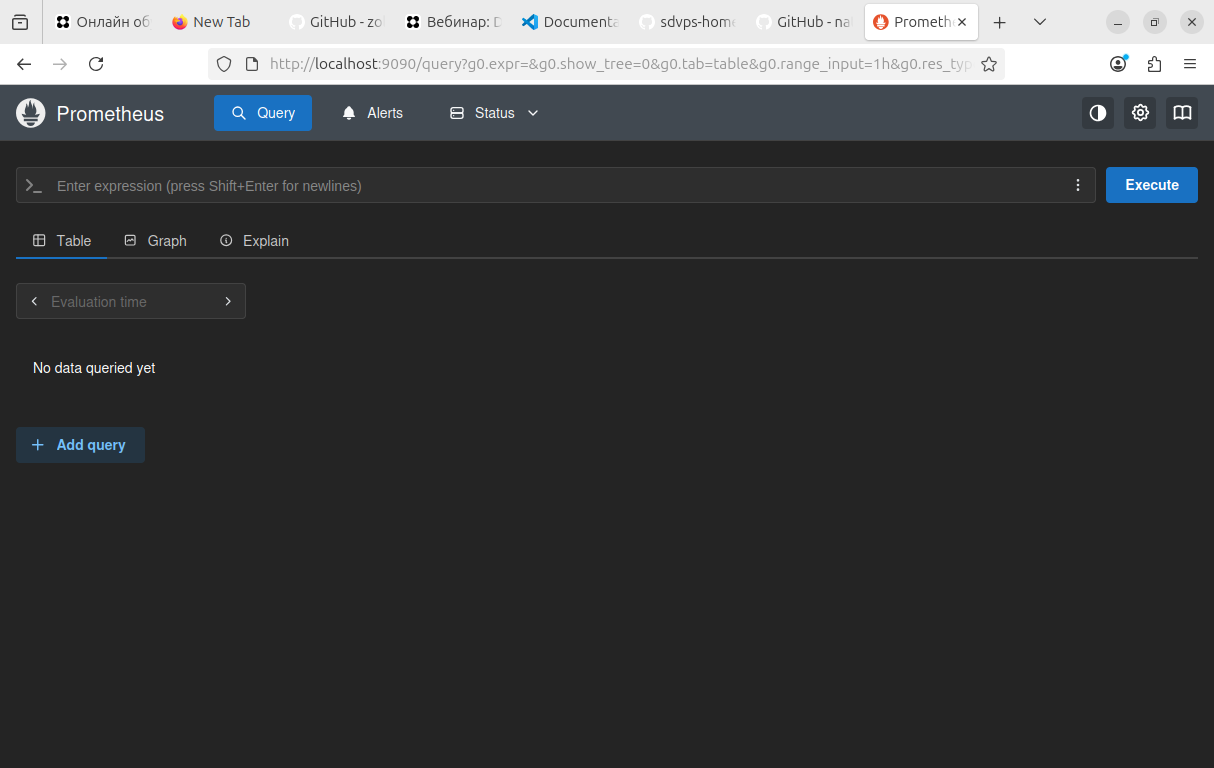 Онлайн об
New Tab
GitHub - zo
Вебинар: D
Documenta
sdvps-home
GitHub - na
Prometh
http://localhost:9090/query?g0.expr=&g0.show_tree=0&g0.tab=table&g0.range_input=1h&g0.res_typ
Prometheus
Query
Alerts
Status
Enter expression (press Shift+Enter for newlines)
Execute
Table
Graph
Explain
Evaluation time
No data queried yet
Add query